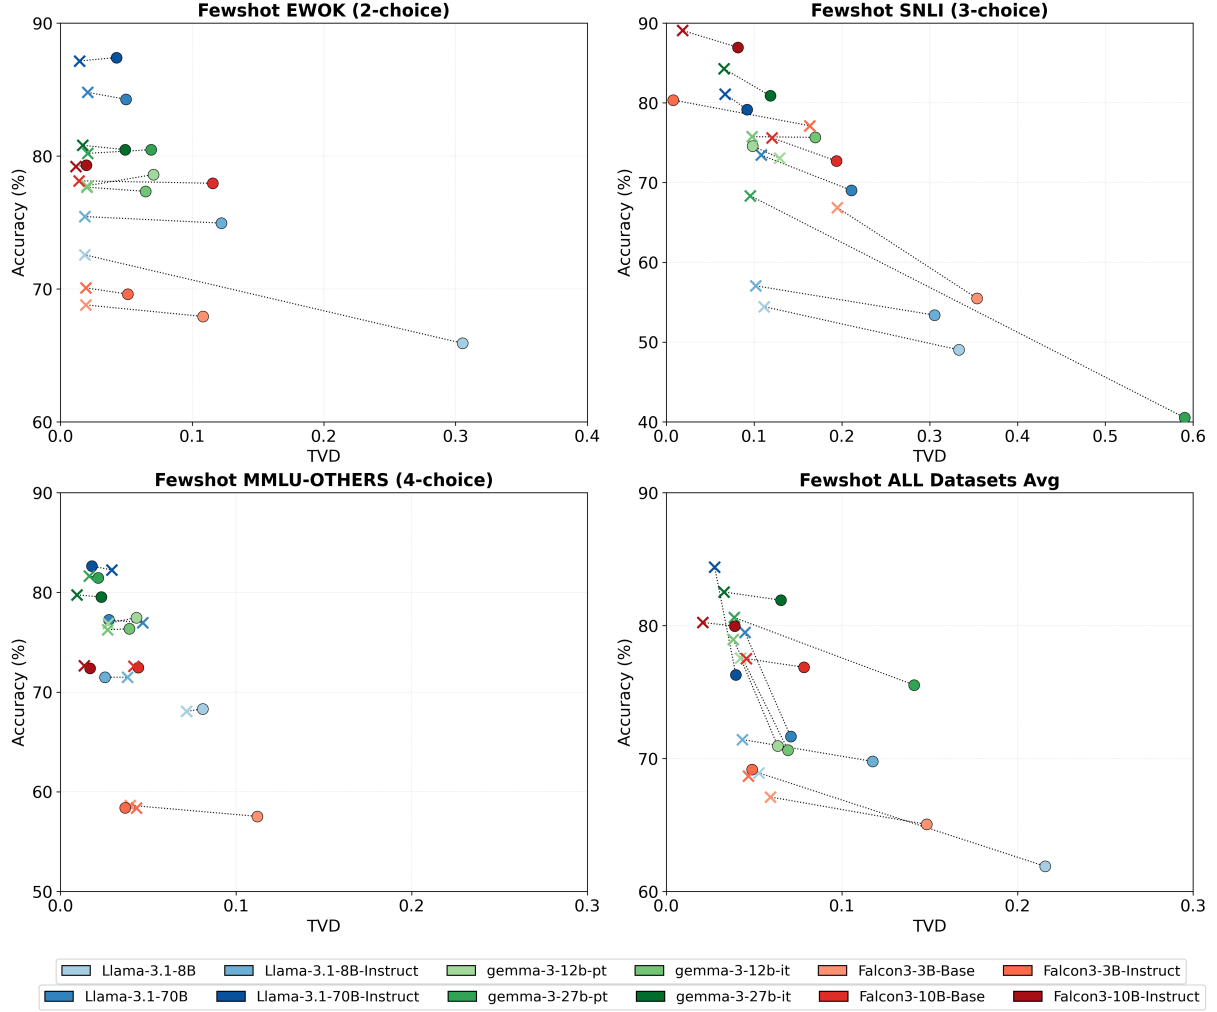 Fewshot EWOK (2-choice)
90
80
70
60
Accuracy (%)
0.0 0.1 0.2 0.3 0.4
TVD
Fewshot SNLI (3-choice)
90
80
70
60
50
40
Accuracy (%)
0.0 0.1 0.2 0.3 0.4 0.5 0.6
TVD
Fewshot MMLU-OTHERS (4-choice)
90
80
70
60
50
Accuracy (%)
0.0 0.1 0.2 0.3
TVD
Fewshot ALL Datasets Avg
90
80
70
60
Accuracy (%)
0.0 0.1 0.2 0.3
TVD
Llama-3.1-8B Llama-3.1-8B-Instruct gemma-3-12b-pt gemma-3-12b-it Falcon3-3B-Base Falcon3-3B-Instruct
Llama-3.1-70B Llama-3.1-70B-Instruct gemma-3-27b-pt gemma-3-27b-it Falcon3-10B-Base Falcon3-10B-Instruct